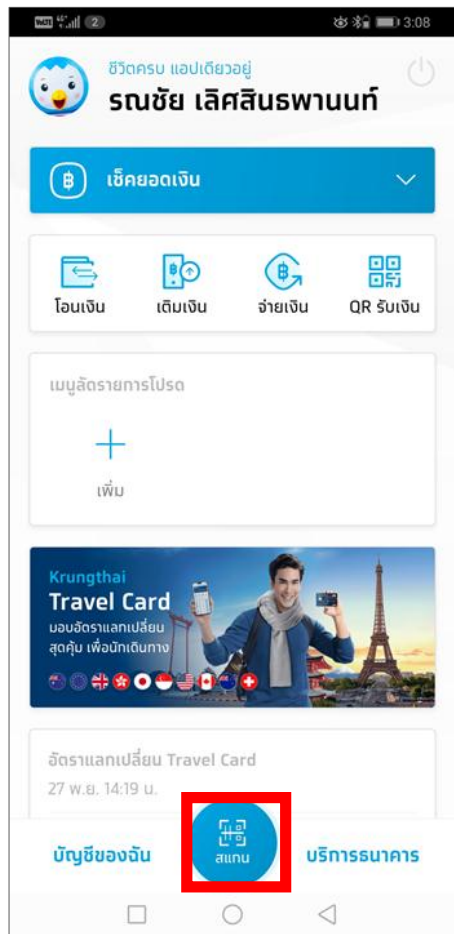 VoLTE 46+ 2 3:08
ชีวิตครบ แอปเดียวอยู่
รณชัย เลิศสินธพานนท์
฿ เช็คยอดเงิน
โอนเงิน เติมเงิน จ่ายเงิน QR รับเงิน
เมนูลัดรายการโปรด
เพิ่ม
Krungthai
Travel Card
มอบอัตราแลกเปลี่ยน
สุดคุ้ม เพื่อนักเดินทาง
อัตราแลกเปลี่ยน Travel Card
27 พ.ย. 14:19 น.
บัญชีของฉัน สแกน บริการธนาคาร